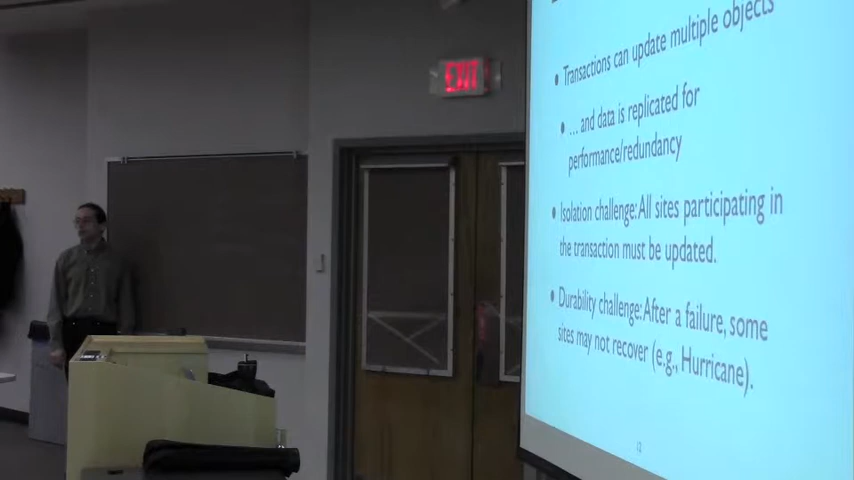 EXIT
• Transactions can update multiple objects
• ... and data is replicated for
performance/redundancy
• Isolation challenge: All sites participating in
the transaction must be updated.
• Durability challenge: After a failure, some
sites may not recover (e.g., Hurricane).